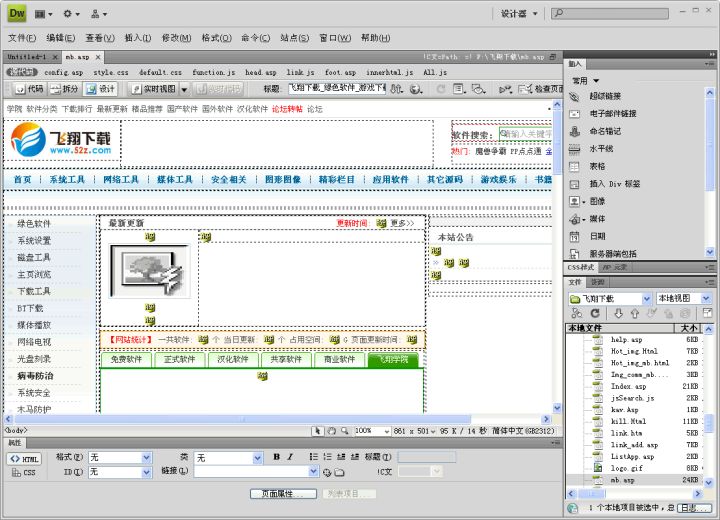 Dw
设计器
文件(F) 编辑(E) 查看(V) 插入(I) 修改(M) 格式(O) 命令(C) 站点(S) 窗口(W) 帮助(H)
Untitled-1 × mb.asp ×
源代码 config.asp style.css default.css function.js head.asp link.js foot.asp innerhtml.js All.js
代码 拆分 设计 实时视图 实时代码 标题: 飞翔下载_绿色软件_游戏下 检查页面
学院 软件分类 下载排行 最新更新 精品推荐 国产软件 国外软件 汉化软件 论坛转帖 论坛
飞翔下载
www.52z.com
软件搜索: 请输入关键字
热门: 魔兽争霸 PP点点通
首页 系统工具 网络工具 媒体工具 安全相关 图形图像 精彩栏目 应用软件 其它源码 游戏娱乐 书籍
绿色软件
系统设置
磁盘工具
主页浏览
下载工具
BT下载
媒体播放
网络电视
光盘刻录
病毒防治
系统安全
木马防护
最新更新 更新时间: 更多>>
本站公告
【网站统计】 一共软件: 个 当日更新: 个 占用空间: G 页面更新时间:
免费软件 正式软件 汉化软件 共享软件 商业软件 飞翔学院
<body> 100% 861 x 501 95 K / 14 秒 简体中文(GB2312)
属性
HTML 格式(F) 无 类 无 B I 标题(T)
CSS ID(I) 无 链接(L)
页面属性... 列表项目...
插入
常用
超级链接
电子邮件链接
命名锚记
水平线
表格
插入 Div 标签
图像
媒体
日期
服务器端包括
CSS样式 AP 元素
文件 资源
飞翔下载 本地视图
本地文件 大小
help.asp 6KB
Hot_img.Html 7KB
Hot_img_mb.html 3KB
Img_comm_mb... 3KB
Index.asp 21KB
jsSearch.js 2KB
kav.Asp 1KB
kill.Html 1KB
link.htm 5KB
link_add.asp 7KB
ListApp.asp 2KB
logo.gif 8KB
mb.asp 24KB
1 个本地项目被选中, 总 日志...